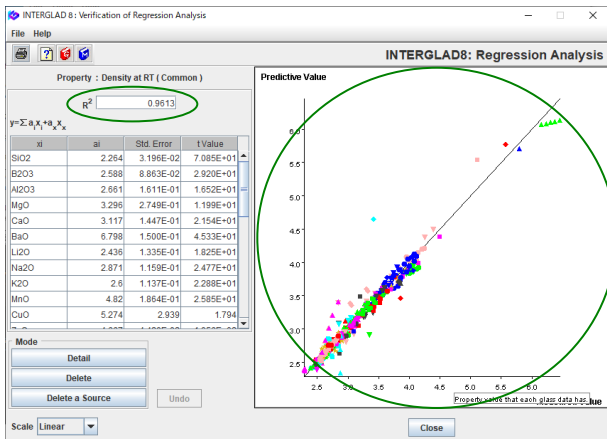 INTERGLAD 8 : Verification of Regression Analysis
File Help
INTERGLAD8: Regression Analysis
Property : Density at RT ( Common )
R2 0.9613
y=Σaixi+axxx
xi ai Std. Error t Value
SiO2 2.264 3.196E-02 7.085E+01
B2O3 2.588 8.863E-02 2.920E+01
Al2O3 2.661 1.611E-01 1.652E+01
MgO 3.296 2.749E-01 1.199E+01
CaO 3.117 1.447E-01 2.154E+01
BaO 6.798 1.500E-01 4.533E+01
Li2O 2.436 1.335E-01 1.825E+01
Na2O 2.871 1.159E-01 2.477E+01
K2O 2.6 1.137E-01 2.288E+01
MnO 4.82 1.864E-01 2.585E+01
CuO 5.274 2.939 1.794
Mode
Detail
Delete
Delete a Source
Undo
Scale Linear
Predictive Value
6.0
5.5
5.0
4.5
4.0
3.5
3.0
2.5
2.5 3.0 3.5 4.0 4.5 5.0 5.5 6.0
Property value that each glass data has.
Close